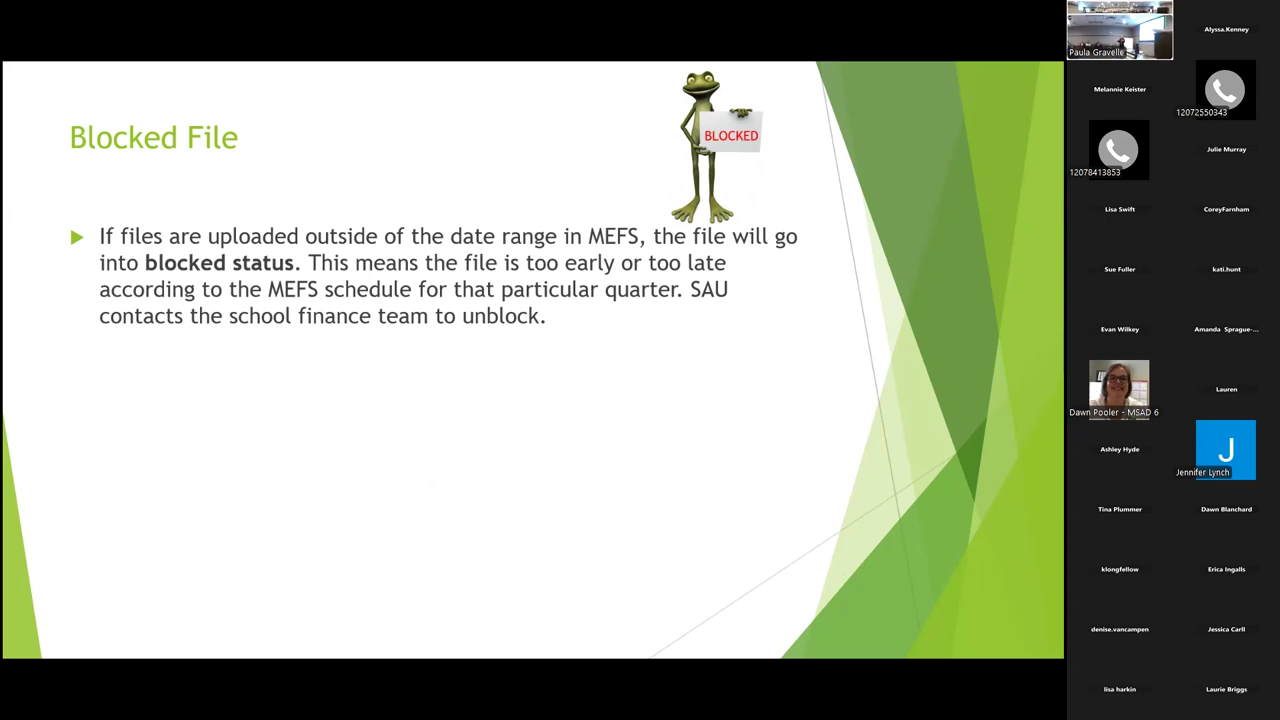 Blocked File
BLOCKED
If files are uploaded outside of the date range in MEFS, the file will go
into blocked status. This means the file is too early or too late
according to the MEFS schedule for that particular quarter. SAU
contacts the school finance team to unblock.
Paula Gravelle
Alyssa.Kenney
Melannie Keister
12072550343
12078413853
Julie Murray
Lisa Swift
CoreyFarnham
Sue Fuller
kati.hunt
Evan Wilkey
Amanda Sprague-...
Dawn Pooler - MSAD 6
Lauren
Ashley Hyde
J
Jennifer Lynch
Tina Plummer
Dawn Blanchard
klongfellow
Erica Ingalls
denise.vancampen
Jessica Carll
lisa harkin
Laurie Briggs